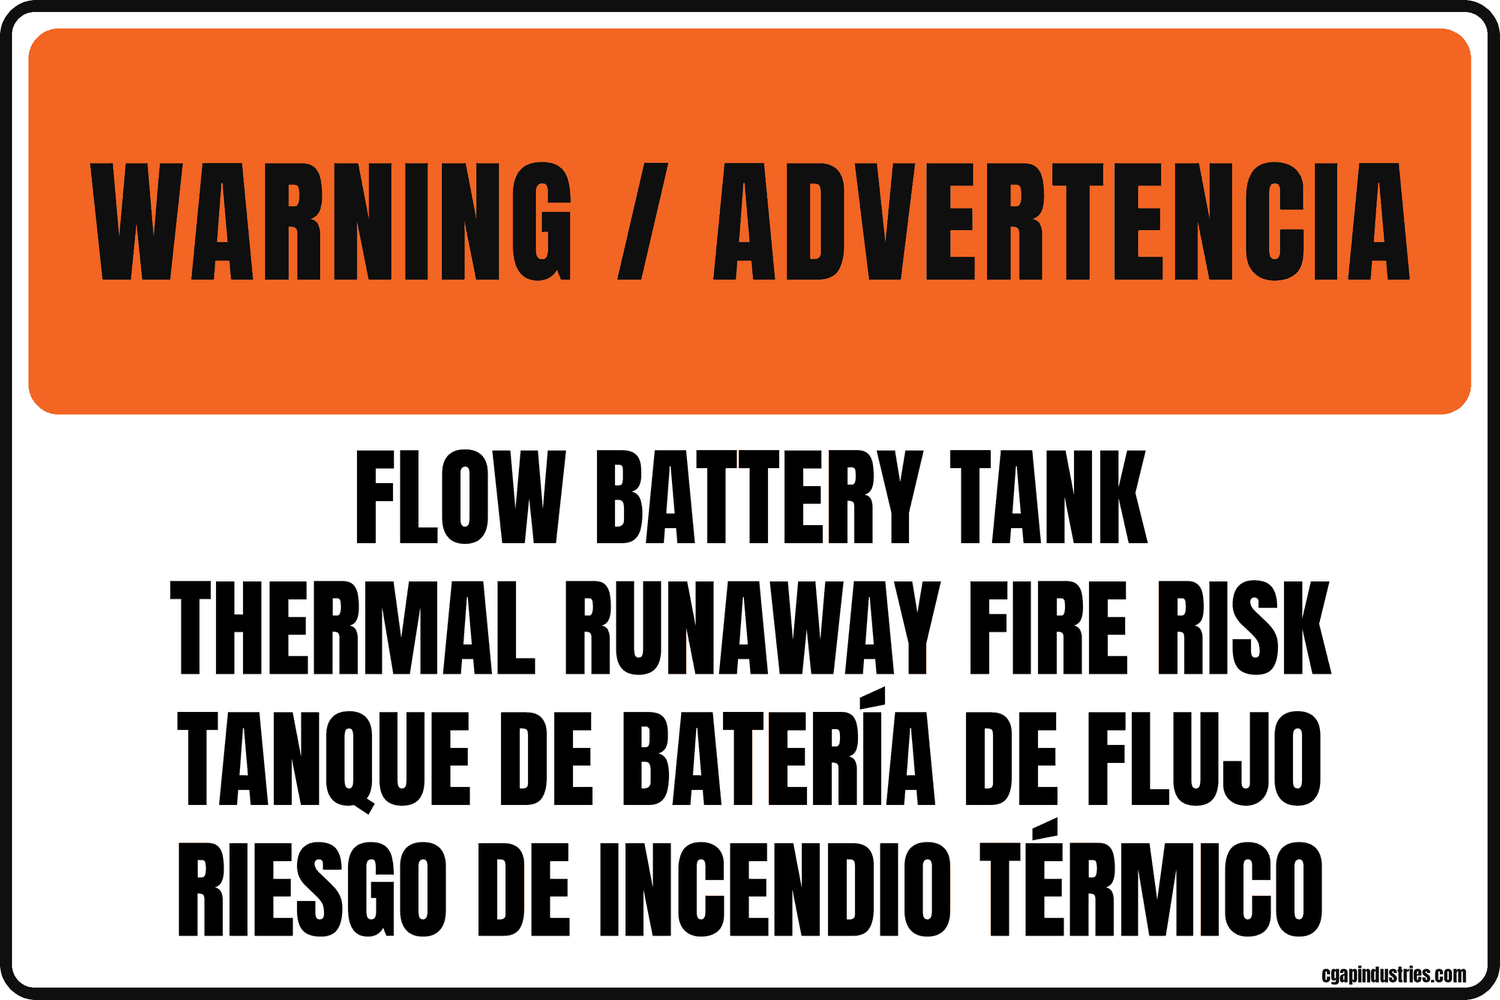 WARNING / ADVERTENCIA
FLOW BATTERY TANK
THERMAL RUNAWAY FIRE RISK
TANQUE DE BATERÍA DE FLUJO
RIESGO DE INCENDIO TÉRMICO
cgapindustries.com